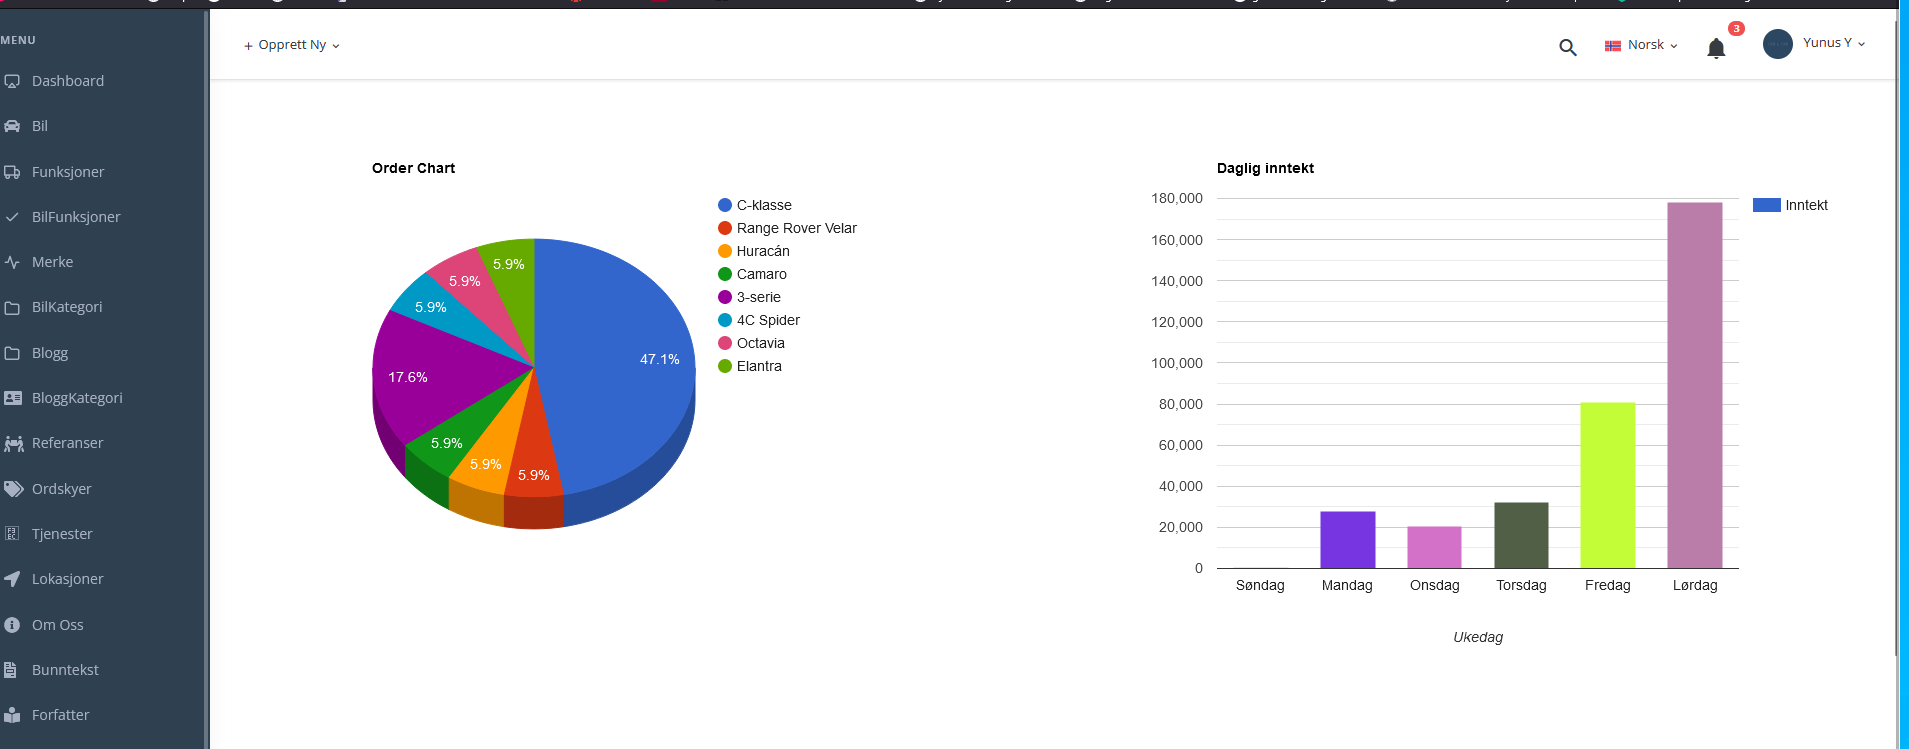 MENU
Dashboard
Bil
Funksjoner
BilFunksjoner
Merke
BilKategori
Blogg
BloggKategori
Referanser
Ordskyer
Tjenester
Lokasjoner
Om Oss
Bunntekst
Forfatter
+ Opprett Ny
Norsk
3
Yunus Y
Order Chart
C-klasse
Range Rover Velar
Huracán
Camaro
3-serie
4C Spider
Octavia
Elantra
5.9%
5.9%
5.9%
47.1%
17.6%
5.9%
5.9%
5.9%
Daglig inntekt
180,000
160,000
140,000
120,000
100,000
80,000
60,000
40,000
20,000
0
Søndag Mandag Onsdag Torsdag Fredag Lørdag
Ukedag
Inntekt